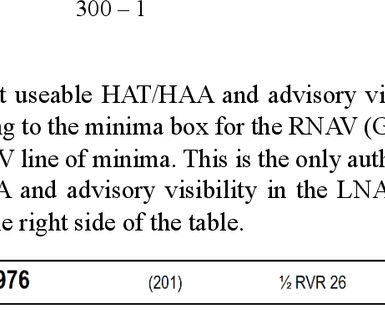 300 – 1
t useable HAT/HAA and advisory vi
ng to the minima box for the RNAV (G
V line of minima. This is the only auth
A and advisory visibility in the LNA
e right side of the table.
976 (201) ½ RVR 26